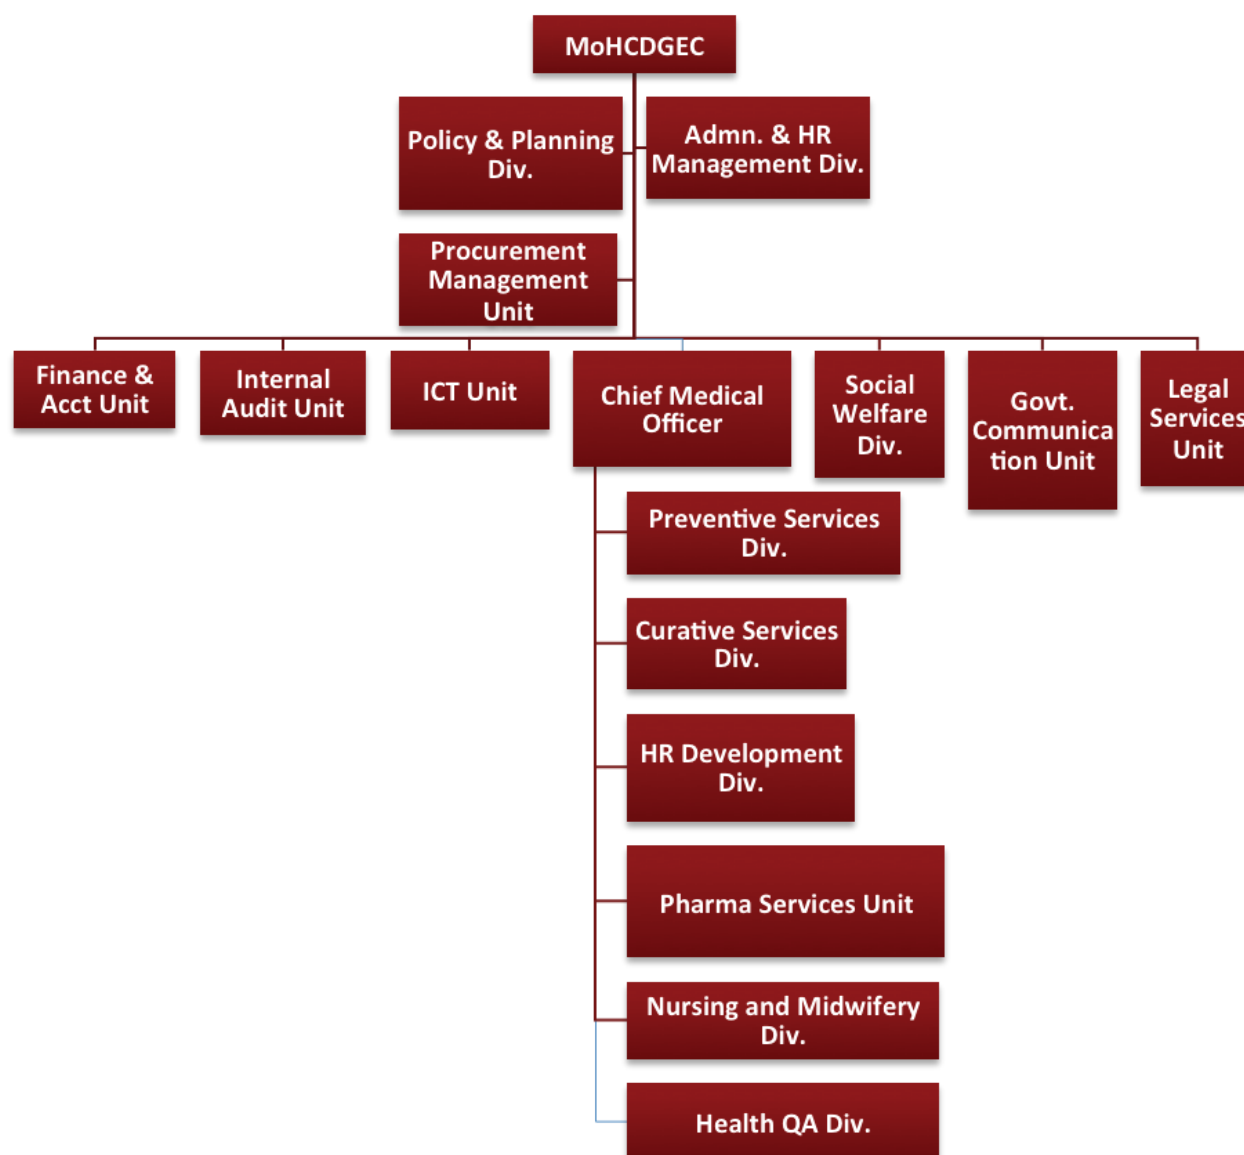 MoHCDGEC
Policy & Planning
Div.
Admn. & HR
Management Div.
Procurement
Management
Unit
Finance &
Acct Unit
Internal
Audit Unit
ICT Unit
Chief Medical
Officer
Social
Welfare
Div.
Govt.
Communica
tion Unit
Legal
Services
Unit
Preventive Services
Div.
Curative Services
Div.
HR Development
Div.
Pharma Services Unit
Nursing and Midwifery
Div.
Health QA Div.